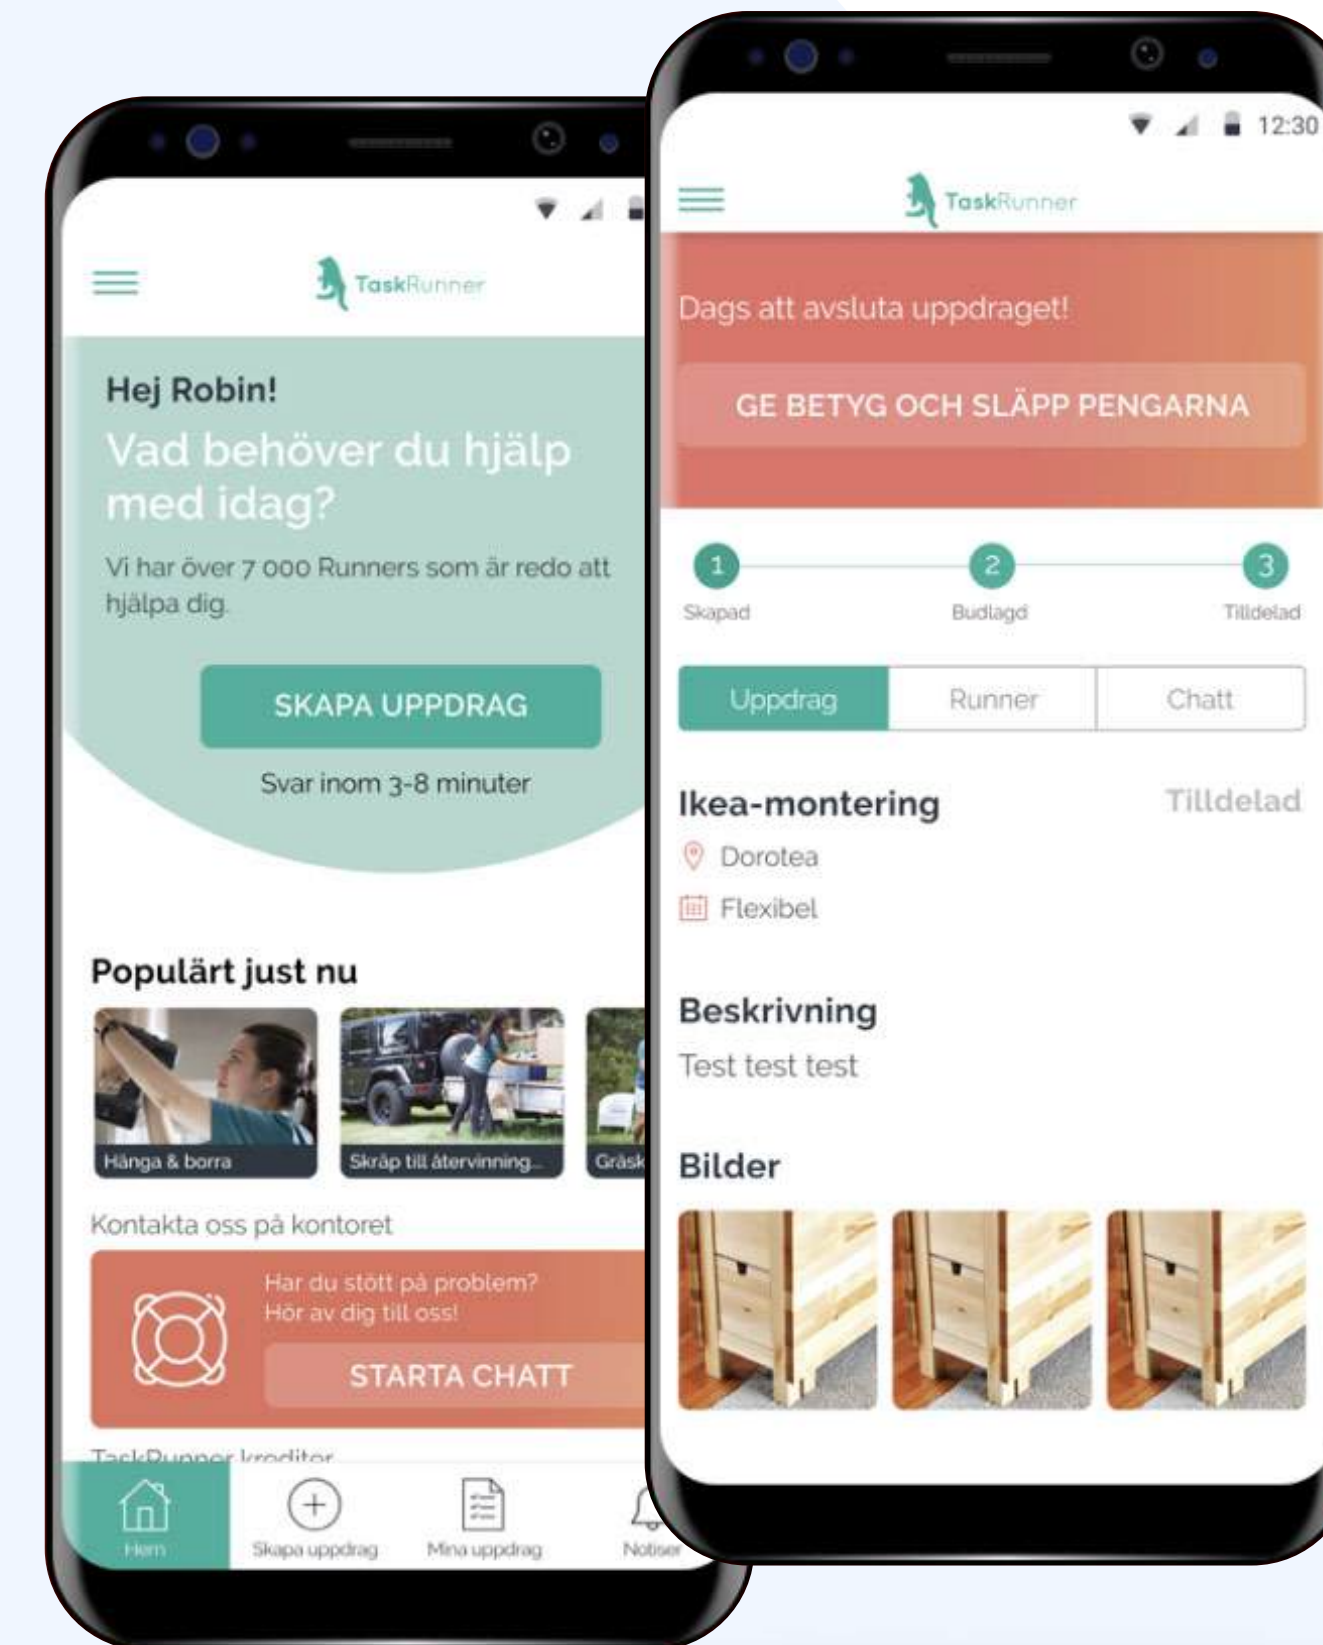 TaskRunner
Hej Robin!
Vad behöver du hjälp
med idag?
Vi har över 7 000 Runners som är redo att
hjälpa dig.
SKAPA UPPDRAG
Svar inom 3-8 minuter
Populärt just nu
Hänga & borra
Skräp till återvinning...
Kontakta oss på kontoret
Har du stött på problem?
Hör av dig till oss!
STARTA CHATT
TaskRunner krediter
Hem
Skapa uppdrag
Mina uppdrag
Notiser
12:30
TaskRunner
Dags att avsluta uppdraget!
GE BETYG OCH SLÄPP PENGARNA
1
2
3
Skapad
Budlagd
Tilldelad
Uppdrag
Runner
Chatt
Ikea-montering
Tilldelad
Dorotea
Flexibel
Beskrivning
Test test test
Bilder